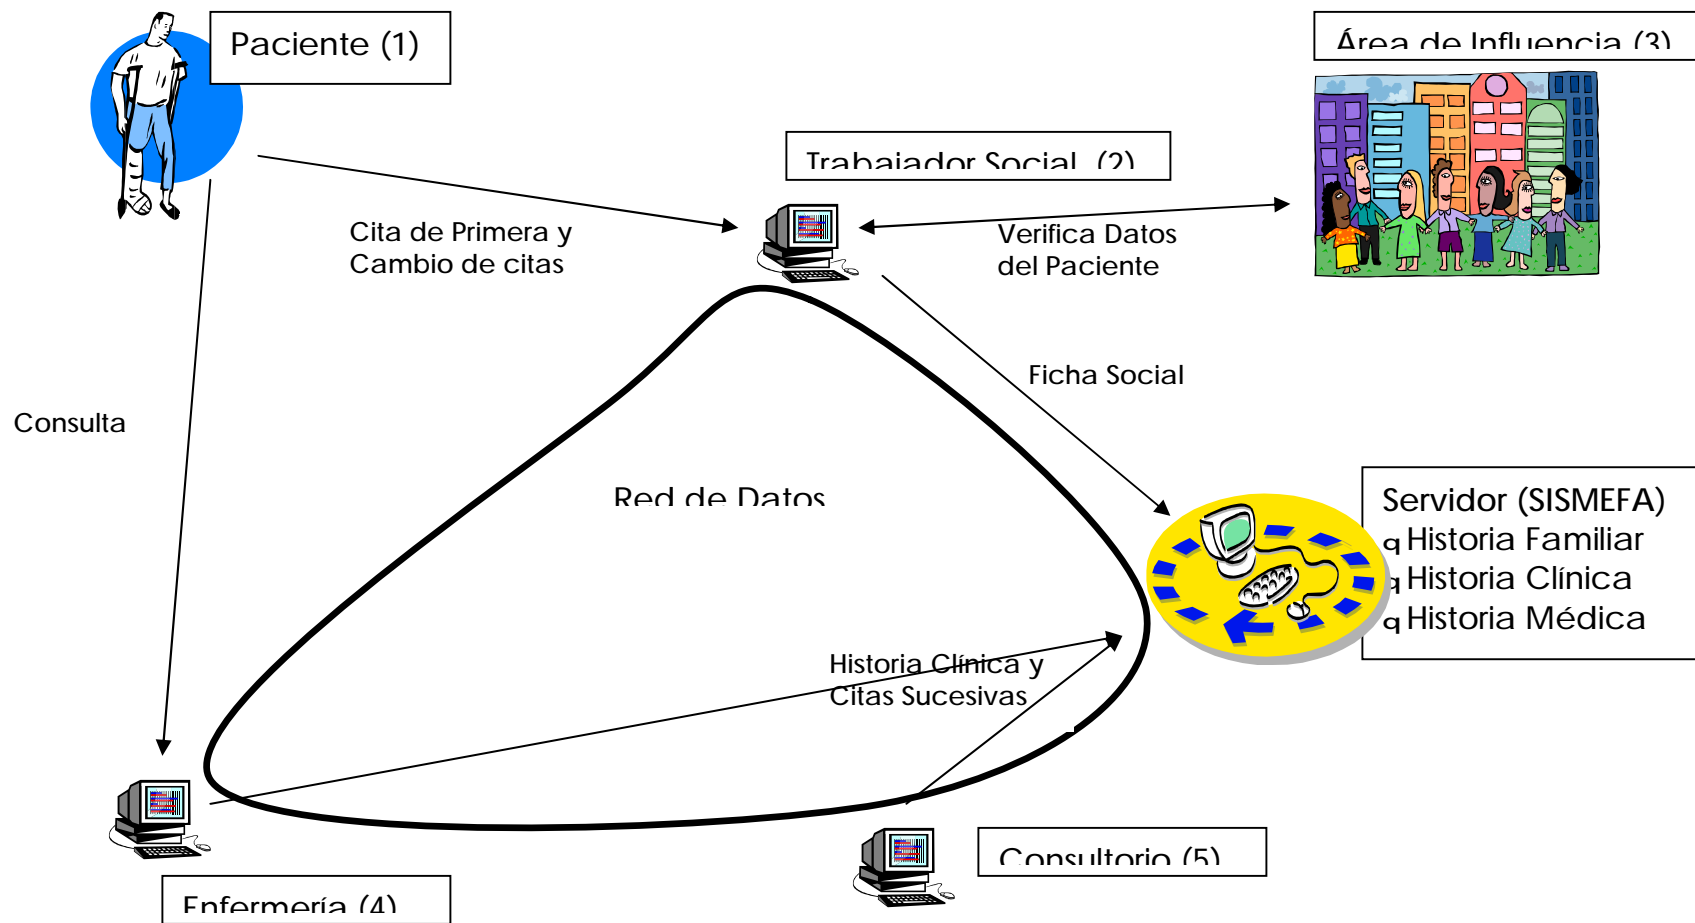 Paciente (1)
Área de Influencia (3)
Trabajador Social (2)
Cita de Primera y
Cambio de citas
Verifica Datos
del Paciente
Ficha Social
Consulta
Red de Datos
Servidor (SISMEFA)
q Historia Familiar
q Historia Clínica
q Historia Médica
Historia Clínica y
Citas Sucesivas
Consultorio (5)
Enfermería (4)